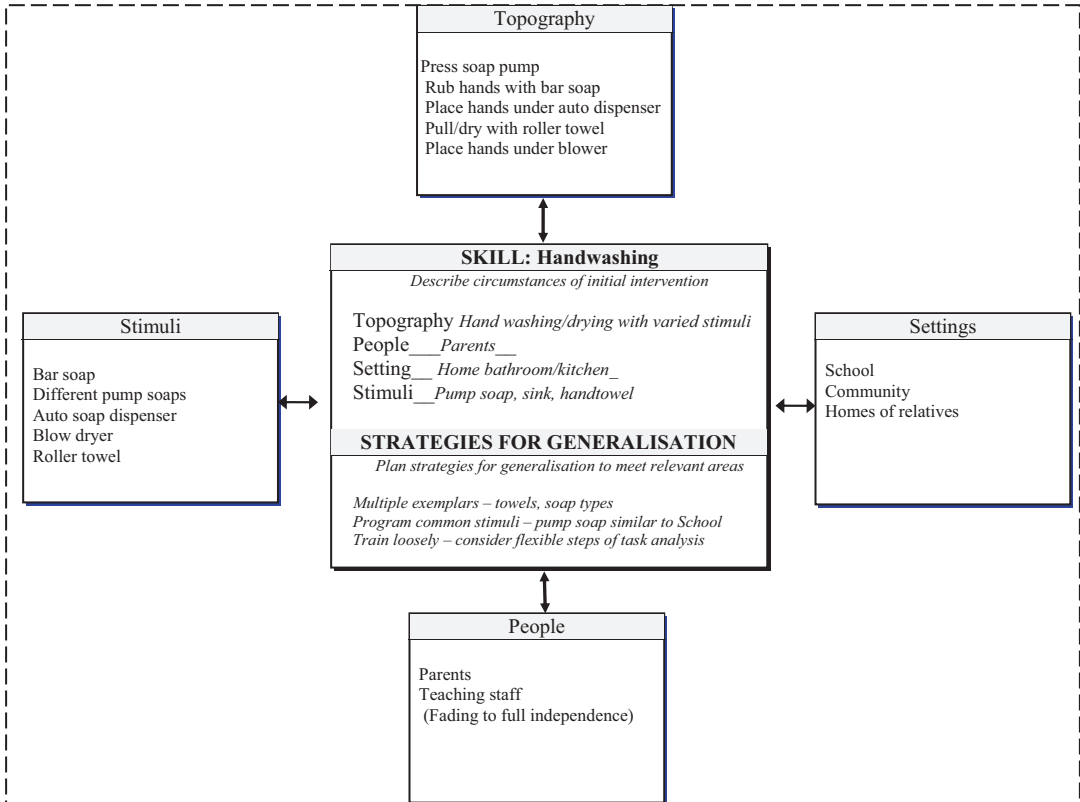 Topography
Press soap pump
Rub hands with bar soap
Place hands under auto dispenser
Pull/dry with roller towel
Place hands under blower
SKILL: Handwashing
Describe circumstances of initial intervention
Topography Hand washing/drying with varied stimuli
People___Parents__
Setting__ Home bathroom/kitchen_
Stimuli__Pump soap, sink, handtowel
STRATEGIES FOR GENERALISATION
Plan strategies for generalisation to meet relevant areas
Multiple exemplars – towels, soap types
Program common stimuli – pump soap similar to School
Train loosely – consider flexible steps of task analysis
Stimuli
Bar soap
Different pump soaps
Auto soap dispenser
Blow dryer
Roller towel
Settings
School
Community
Homes of relatives
People
Parents
Teaching staff
(Fading to full independence)